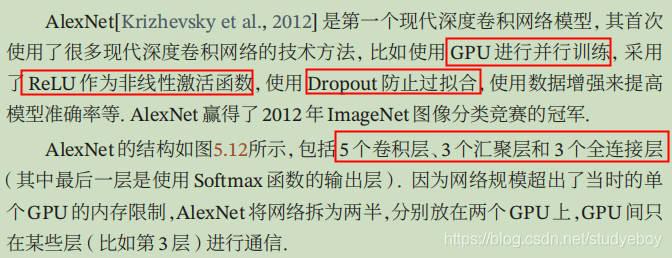 AlexNet[Krizhevsky et al., 2012] 是第一个现代深度卷积网络模型, 其首次
使用了很多现代深度卷积网络的技术方法, 比如使用 GPU 进行并行训练, 采用
了 ReLU 作为非线性激活函数, 使用 Dropout 防止过拟合, 使用数据增强来提高
模型准确率等. AlexNet 赢得了 2012 年 ImageNet 图像分类竞赛的冠军.
AlexNet 的结构如图5.12所示, 包括 5 个卷积层、3 个汇聚层和 3 个全连接层
( 其中最后一层是使用 Softmax 函数的输出层 ) . 因为网络规模超出了当时的单
个 GPU 的内存限制, AlexNet 将网络拆为两半, 分别放在两个 GPU 上, GPU 间只
在某些层 ( 比如第 3 层 ) 进行通信.
https://blog.csdn.net/studyeboy